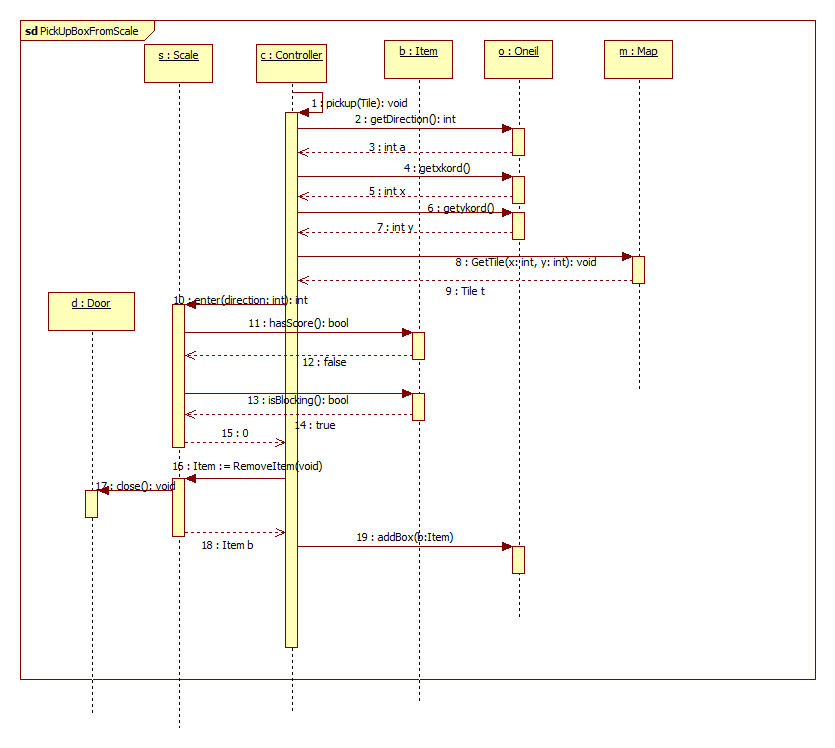 sd PickUpBoxFromScale
s : Scale
c : Controller
b : Item
o : Oneil
m : Map
1 : pickup(Tile): void
2 : getDirection(): int
3 : int a
4 : getxkord()
5 : int x
6 : getykord()
7 : int y
8 : GetTile(x: int, y: int): void
9 : Tile t
d : Door
10 : enter(direction: int): int
11 : hasScore(): bool
12 : false
13 : isBlocking(): bool
14 : true
15 : 0
16 : Item := RemoveItem(void)
17 : close(): void
18 : Item b
19 : addBox(b:Item)